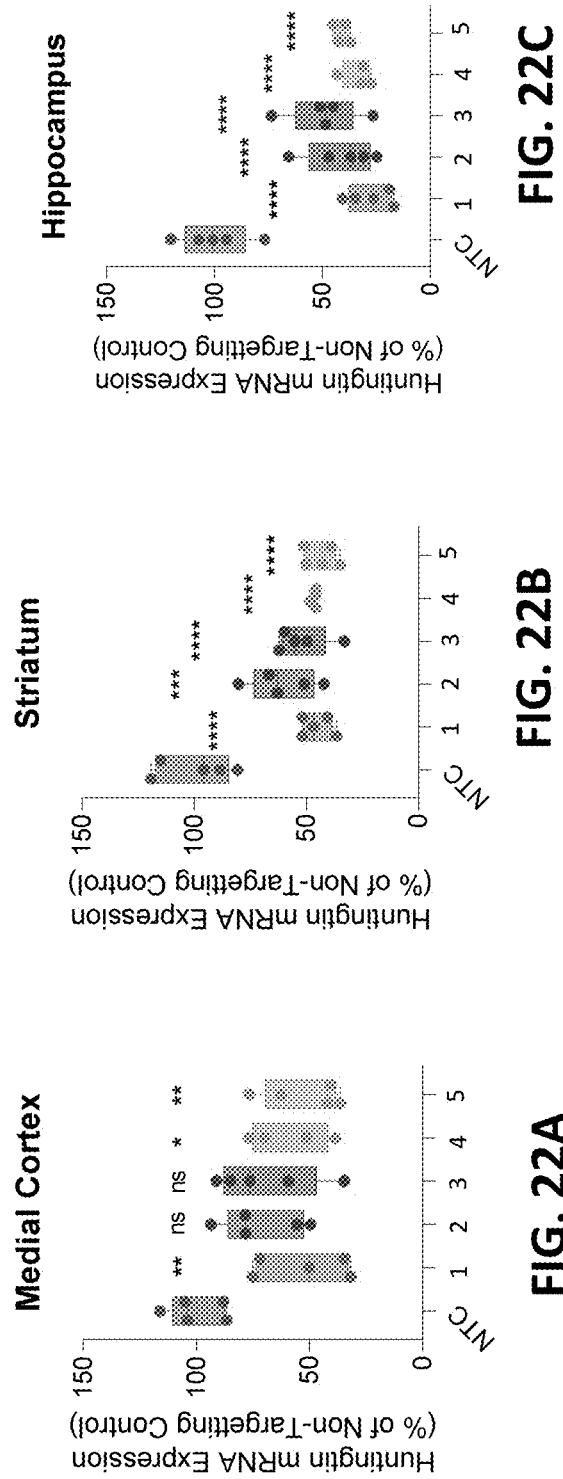 Medial Cortex
Huntingtin mRNA Expression
(% of Non-Targetting Control)
150
100
50
0
** ns ns * **
NTC 1 2 3 4 5
FIG. 22A
Striatum
Huntingtin mRNA Expression
(% of Non-Targetting Control)
150
100
50
0
**** *** **** **** ****
NTC 1 2 3 4 5
FIG. 22B
Hippocampus
Huntingtin mRNA Expression
(% of Non-Targetting Control)
150
100
50
0
**** **** **** **** ****
NTC 1 2 3 4 5
FIG. 22C